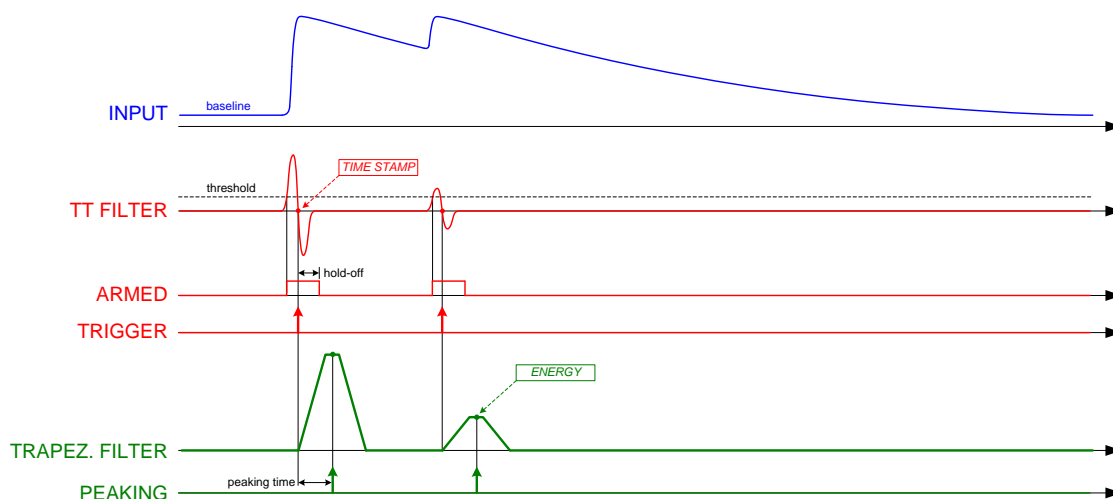 baseline
INPUT
TIME STAMP
threshold
TT FILTER
hold-off
ARMED
TRIGGER
ENERGY
TRAPEZ. FILTER
peaking time
PEAKING